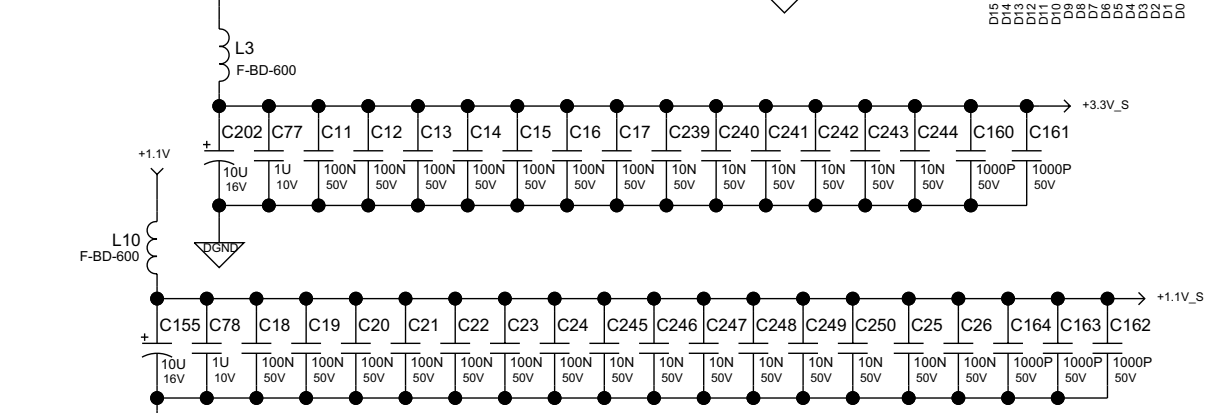 D15
D14
D13
D12
D11
D10
D9
D8
D7
D6
D5
D4
D3
D2
D1
D0
L3
F-BD-600
+3.3V_S
C202 C77 C11 C12 C13 C14 C15 C16 C17 C239 C240 C241 C242 C243 C244 C160 C161
+
10U 1U 100N 100N 100N 100N 100N 100N 100N 10N 10N 10N 10N 10N 10N 1000P 1000P
16V 10V 50V 50V 50V 50V 50V 50V 50V 50V 50V 50V 50V 50V 50V 50V 50V
+1.1V
L10
F-BD-600
DGND
+1.1V_S
C155 C78 C18 C19 C20 C21 C22 C23 C24 C245 C246 C247 C248 C249 C250 C25 C26 C164 C163 C162
+
10U 1U 100N 100N 100N 100N 100N 100N 100N 10N 10N 10N 10N 10N 10N 100N 100N 1000P 1000P 1000P
16V 10V 50V 50V 50V 50V 50V 50V 50V 50V 50V 50V 50V 50V 50V 50V 50V 50V 50V 50V